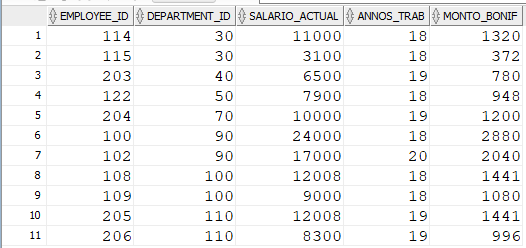 EMPLOYEE_ID DEPARTMENT_ID SALARIO_ACTUAL ANNOS_TRAB MONTO_BONIF
1 114 30 11000 18 1320
2 115 30 3100 18 372
3 203 40 6500 19 780
4 122 50 7900 18 948
5 204 70 10000 19 1200
6 100 90 24000 18 2880
7 102 90 17000 20 2040
8 108 100 12008 18 1441
9 109 100 9000 18 1080
10 205 110 12008 19 1441
11 206 110 8300 19 996